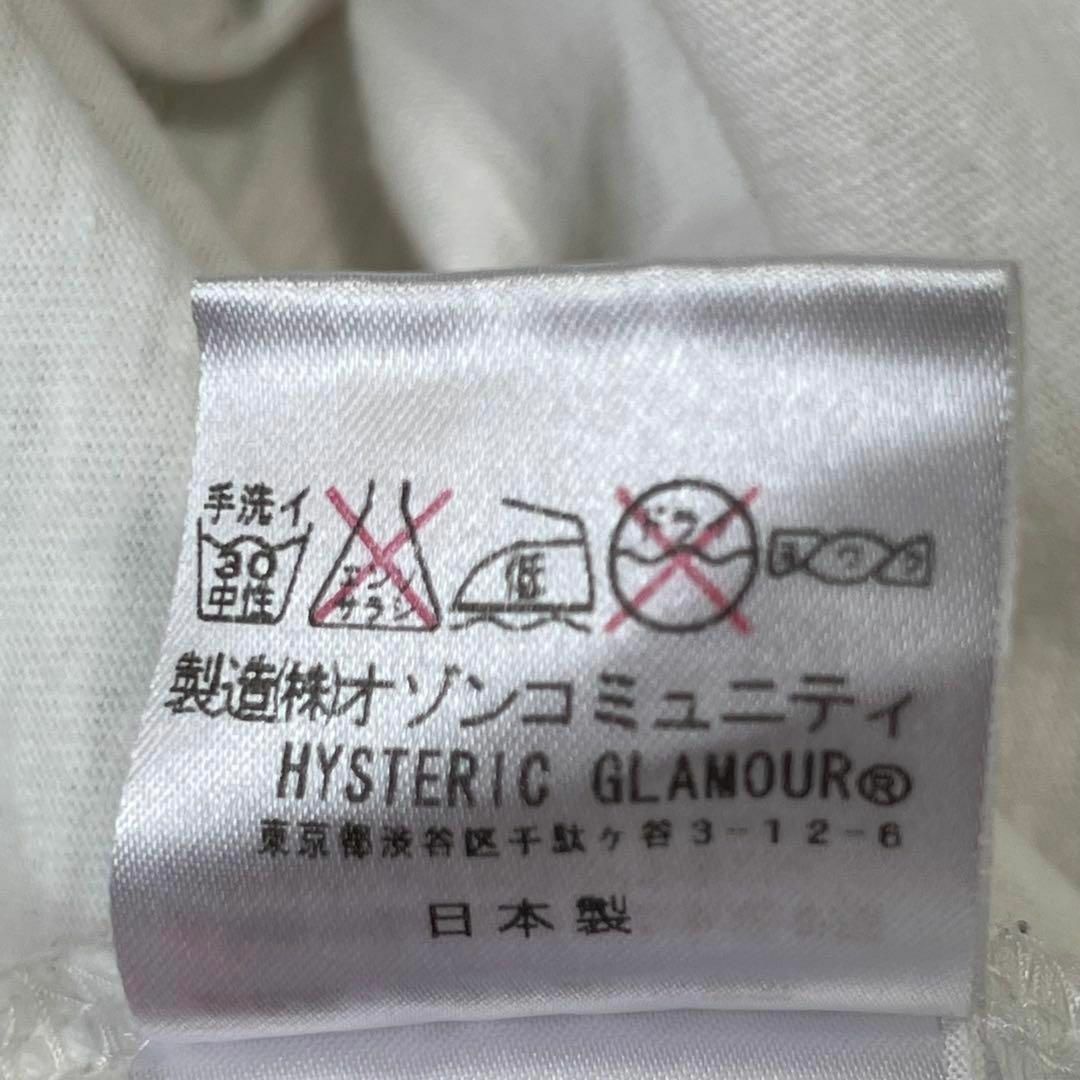 手洗イ
30
中性
エンソ
サラシ
低
ドライ
ヨワク
製造(株)オゾンコミュニティ
HYSTERIC GLAMOUR®
東京都渋谷区千駄ヶ谷3-12-6
日本製